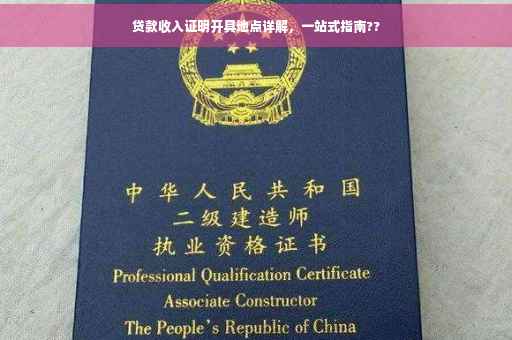 贷款收入证明开具地点详解，一站式指南??
中华人民共和国
二级建造师
执业资格证书
Professional Qualification Certificate
Associate Constructor
The People's Republic of China